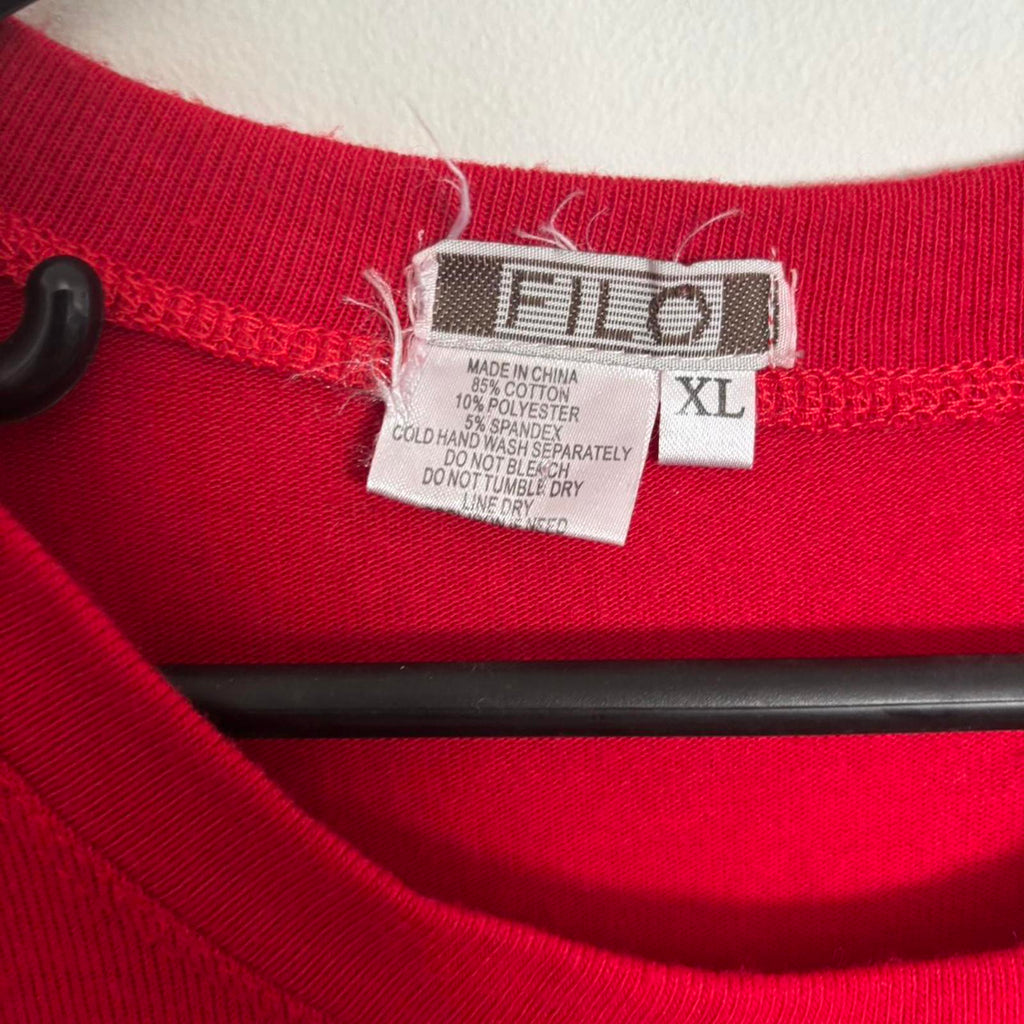 FILO
MADE IN CHINA
85% COTTON
10% POLYESTER
5% SPANDEX
COLD HAND WASH SEPARATELY
DO NOT BLEACH
DO NOT TUMBLE DRY
LINE DRY
NEED
XL